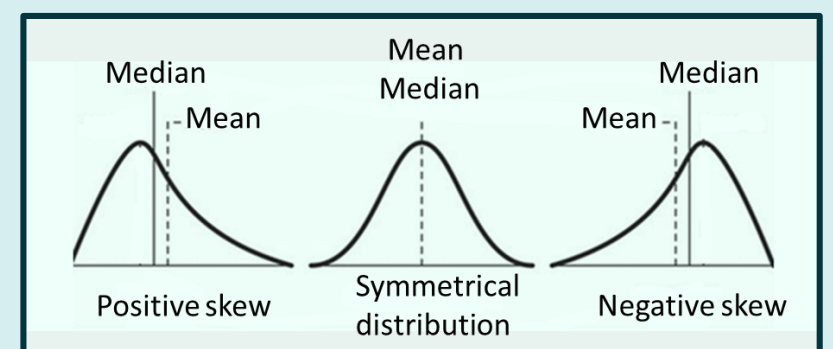 Median
Mean
Mean
Median
Median
Mean
Positive skew
Symmetrical
distribution
Negative skew